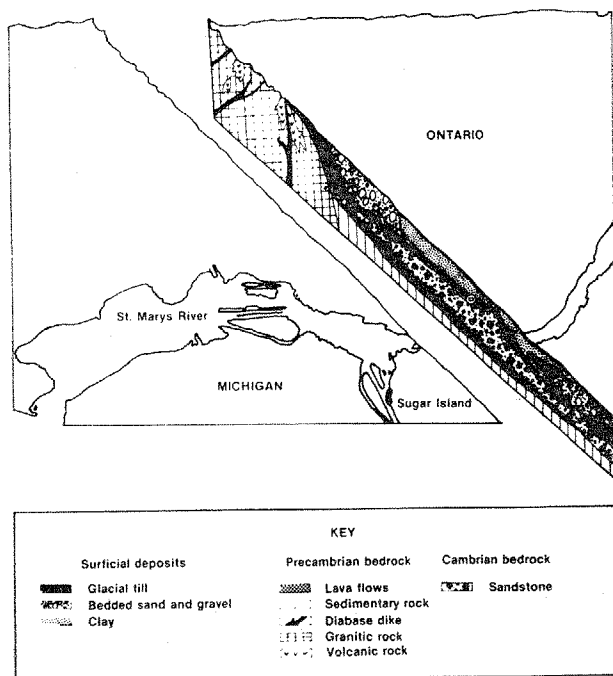 ONTARIO
St. Marys River
MICHIGAN
Sugar Island
KEY
Surficial deposits
Glacial till
Bedded sand and gravel
Clay
Precambrian bedrock
Lava flows
Sedimentary rock
Diabase dike
Granitic rock
Volcanic rock
Cambrian bedrock
Sandstone